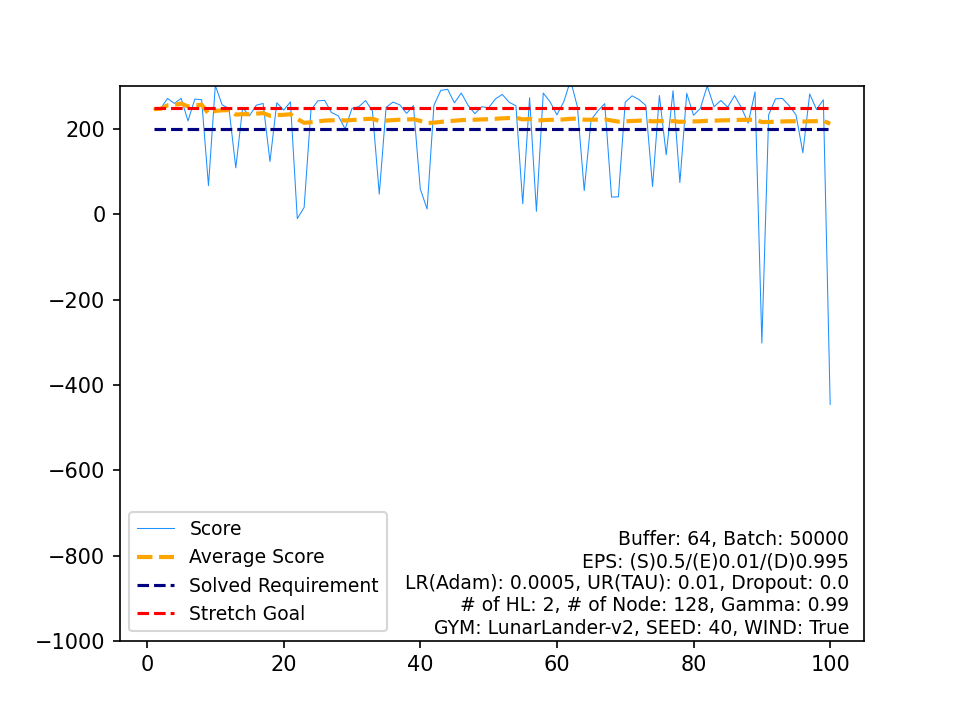 200
0
−200
−400
−600
−800
−1000
0
20
40
60
80
100
Score
Average Score
Solved Requirement
Stretch Goal
Buffer: 64, Batch: 50000
EPS: (S)0.5/(E)0.01/(D)0.995
LR(Adam): 0.0005, UR(TAU): 0.01, Dropout: 0.0
# of HL: 2, # of Node: 128, Gamma: 0.99
GYM: LunarLander-v2, SEED: 40, WIND: True